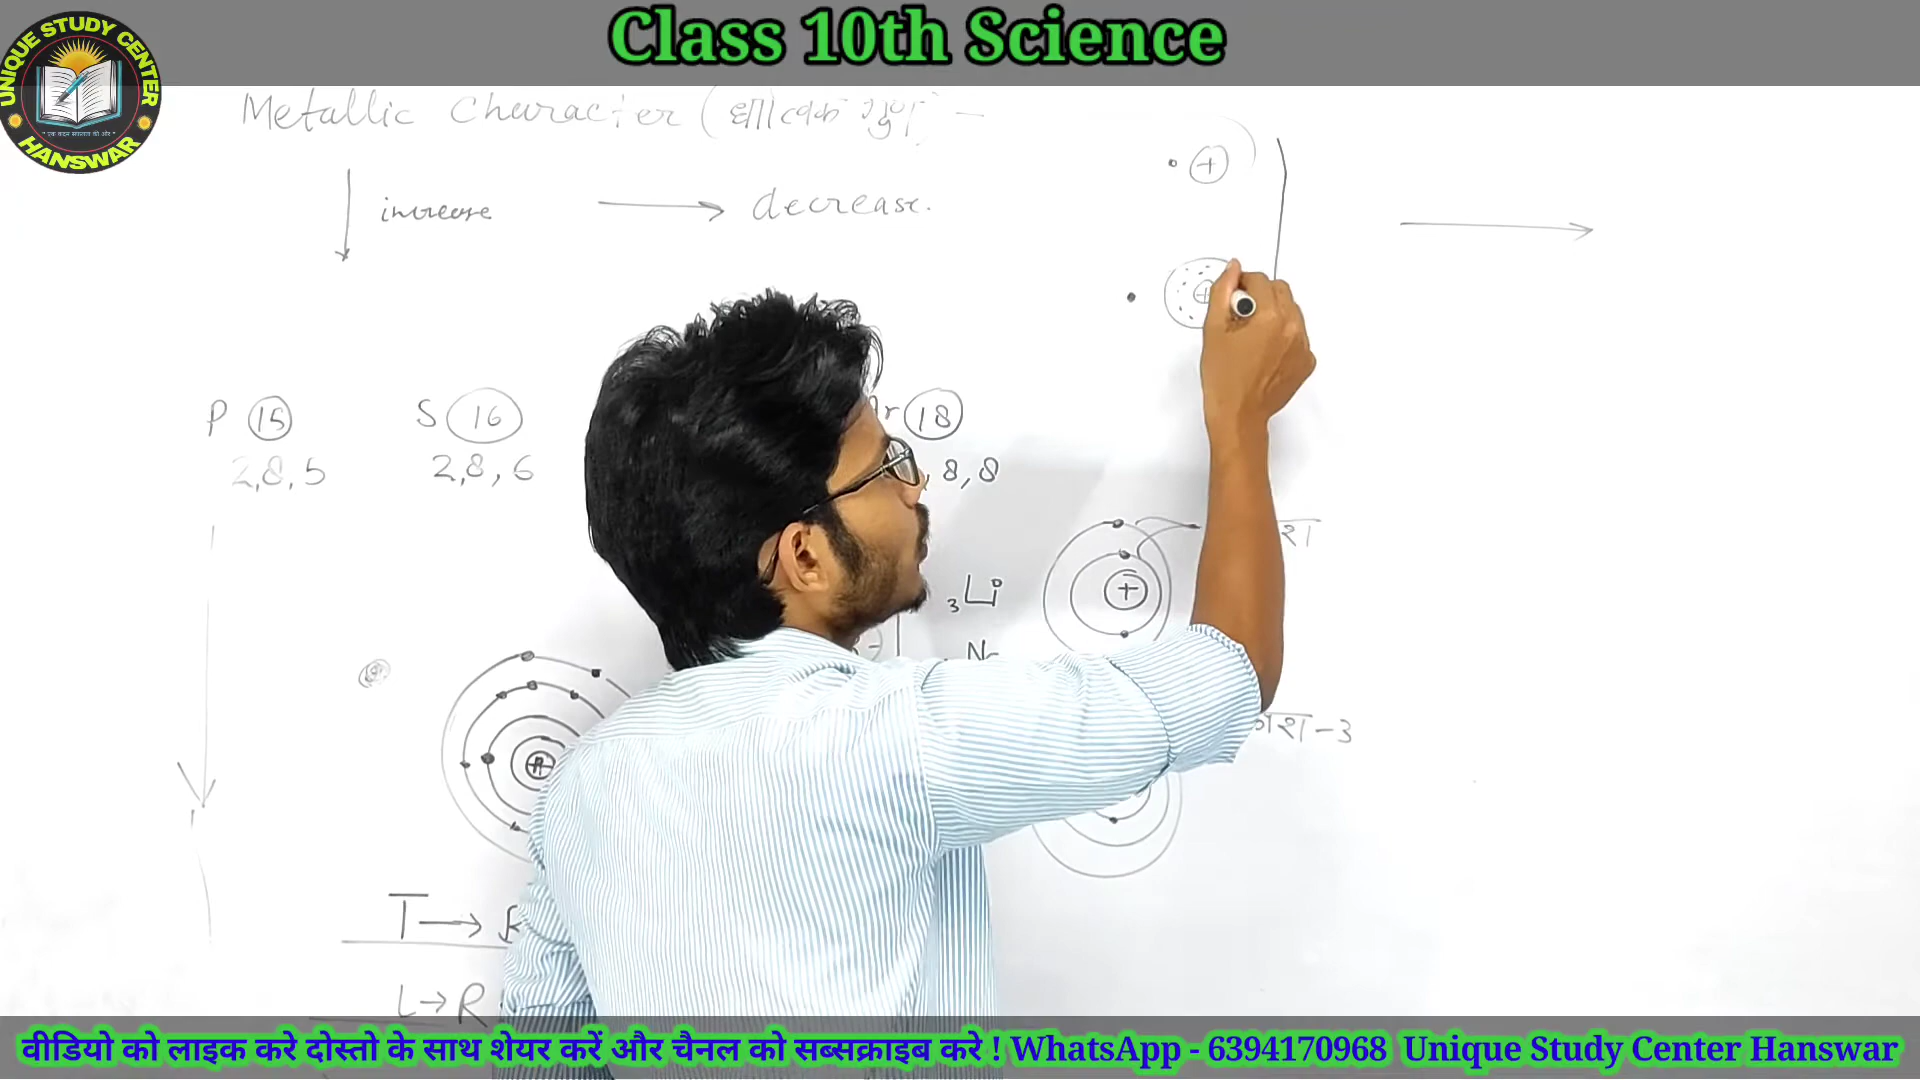 Class 10th Science
UNIQUE STUDY CENTER
HANSWAR
Metallic Character (धात्विक गुण) -
increase
decrease.
+
P 15
S 16
18
2,8,5
2,8,6
, 8, 8
3Li
+
T →
L → R
वीडियो को लाइक करे दोस्तो के साथ शेयर करें और चैनल को सब्सक्राइब करे ! WhatsApp - 6394170968 Unique Study Center Hanswar